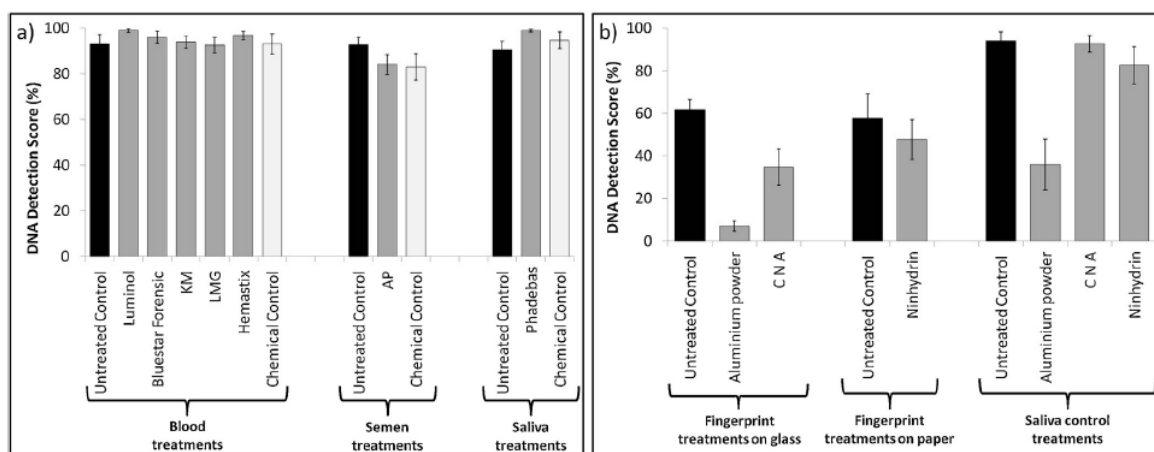 a)
DNA Detection Score (%)
100
80
60
40
20
0
Untreated Control
Luminol
Bluestar Forensic
KM
LMG
Hemastix
Chemical Control
Untreated Control
AP
Chemical Control
Untreated Control
Phadebas
Chemical Control
Blood
treatments
Semen
treatments
Saliva
treatments
b)
DNA Detection Score (%)
100
80
60
40
20
0
Untreated Control
Aluminium powder
C N A
Untreated Control
Ninhydrin
Untreated Control
Aluminium powder
C N A
Ninhydrin
Fingerprint
treatments on glass
Fingerprint
treatments on paper
Saliva control
treatments